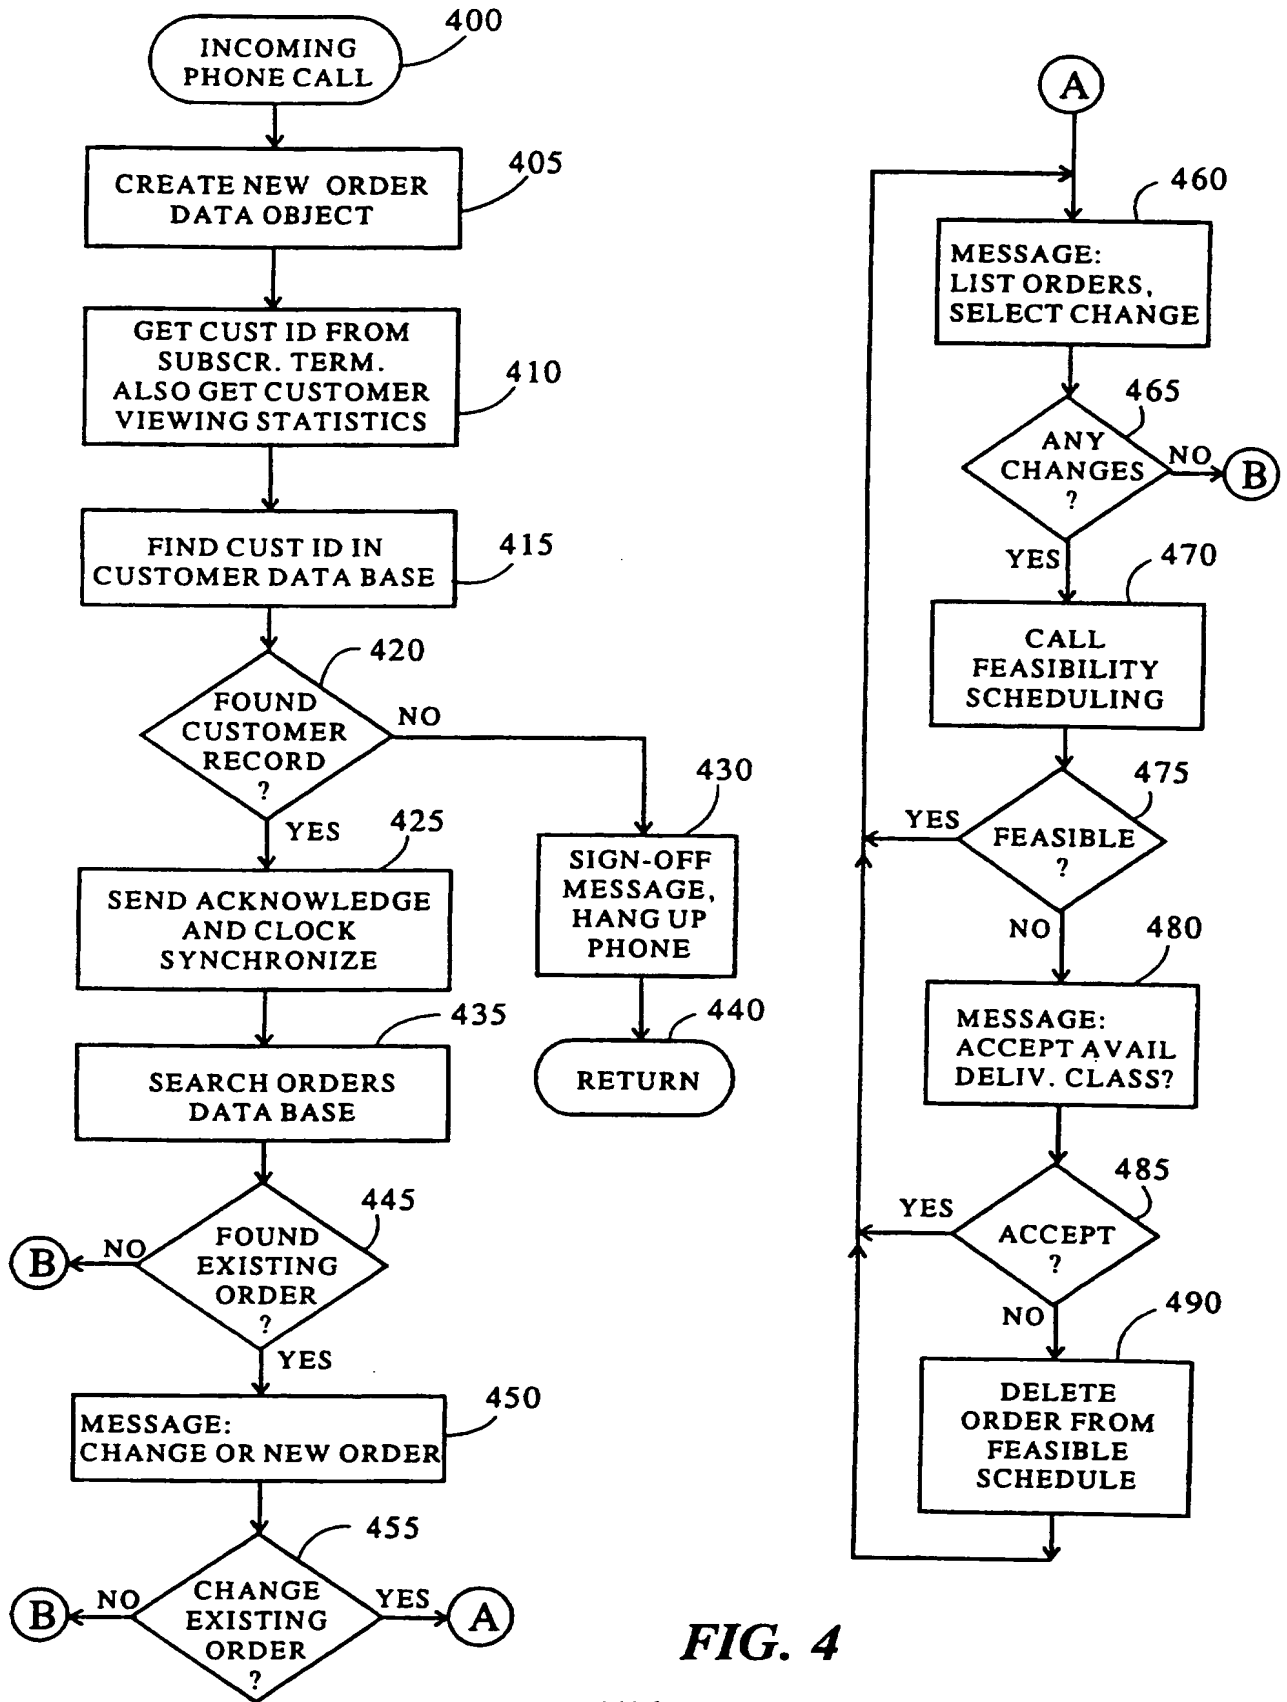 400
INCOMING
PHONE CALL
405
CREATE NEW ORDER
DATA OBJECT
410
GET CUST ID FROM
SUBSCR. TERM.
ALSO GET CUSTOMER
VIEWING STATISTICS
415
FIND CUST ID IN
CUSTOMER DATA BASE
420
FOUND
CUSTOMER
RECORD
?
NO
YES
425
SEND ACKNOWLEDGE
AND CLOCK
SYNCHRONIZE
430
SIGN-OFF
MESSAGE,
HANG UP
PHONE
440
RETURN
435
SEARCH ORDERS
DATA BASE
445
FOUND
EXISTING
ORDER
?
NO
B
YES
450
MESSAGE:
CHANGE OR NEW ORDER
455
CHANGE
EXISTING
ORDER
?
NO
B
YES
A
A
460
MESSAGE:
LIST ORDERS,
SELECT CHANGE
465
ANY
CHANGES
?
NO
B
YES
470
CALL
FEASIBILITY
SCHEDULING
475
FEASIBLE
?
YES
NO
480
MESSAGE:
ACCEPT AVAIL
DELIV. CLASS?
485
ACCEPT
?
YES
NO
490
DELETE
ORDER FROM
FEASIBLE
SCHEDULE
FIG. 4